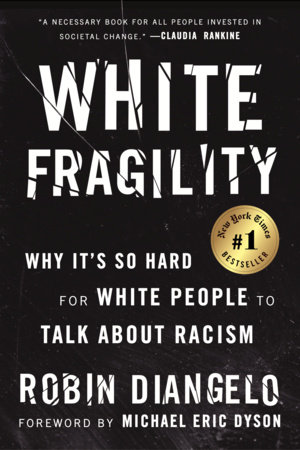 "A NECESSARY BOOK FOR ALL PEOPLE INVESTED IN
SOCIETAL CHANGE." —CLAUDIA RANKINE
WHITE
FRAGILITY
New York Times
#1
BESTSELLER
WHY IT'S SO HARD
FOR WHITE PEOPLE TO
TALK ABOUT RACISM
ROBIN DIANGELO
FOREWORD BY MICHAEL ERIC DYSON